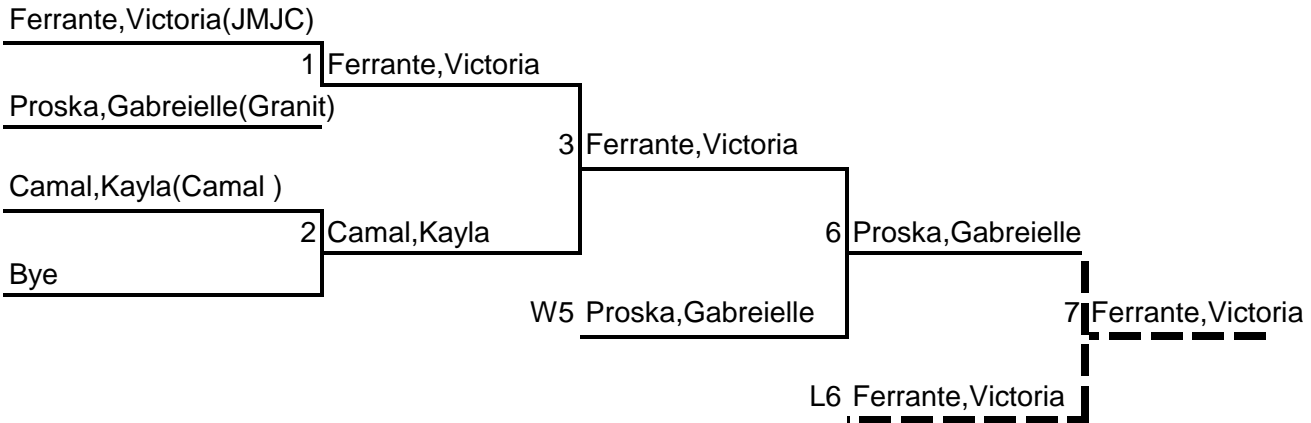 Ferrante,Victoria(JMJC)
1 Ferrante,Victoria
Proska,Gabreielle(Granit)
3 Ferrante,Victoria
Camal,Kayla(Camal )
2 Camal,Kayla
6 Proska,Gabreielle
Bye
W5 Proska,Gabreielle
7 Ferrante,Victoria
L6 Ferrante,Victoria